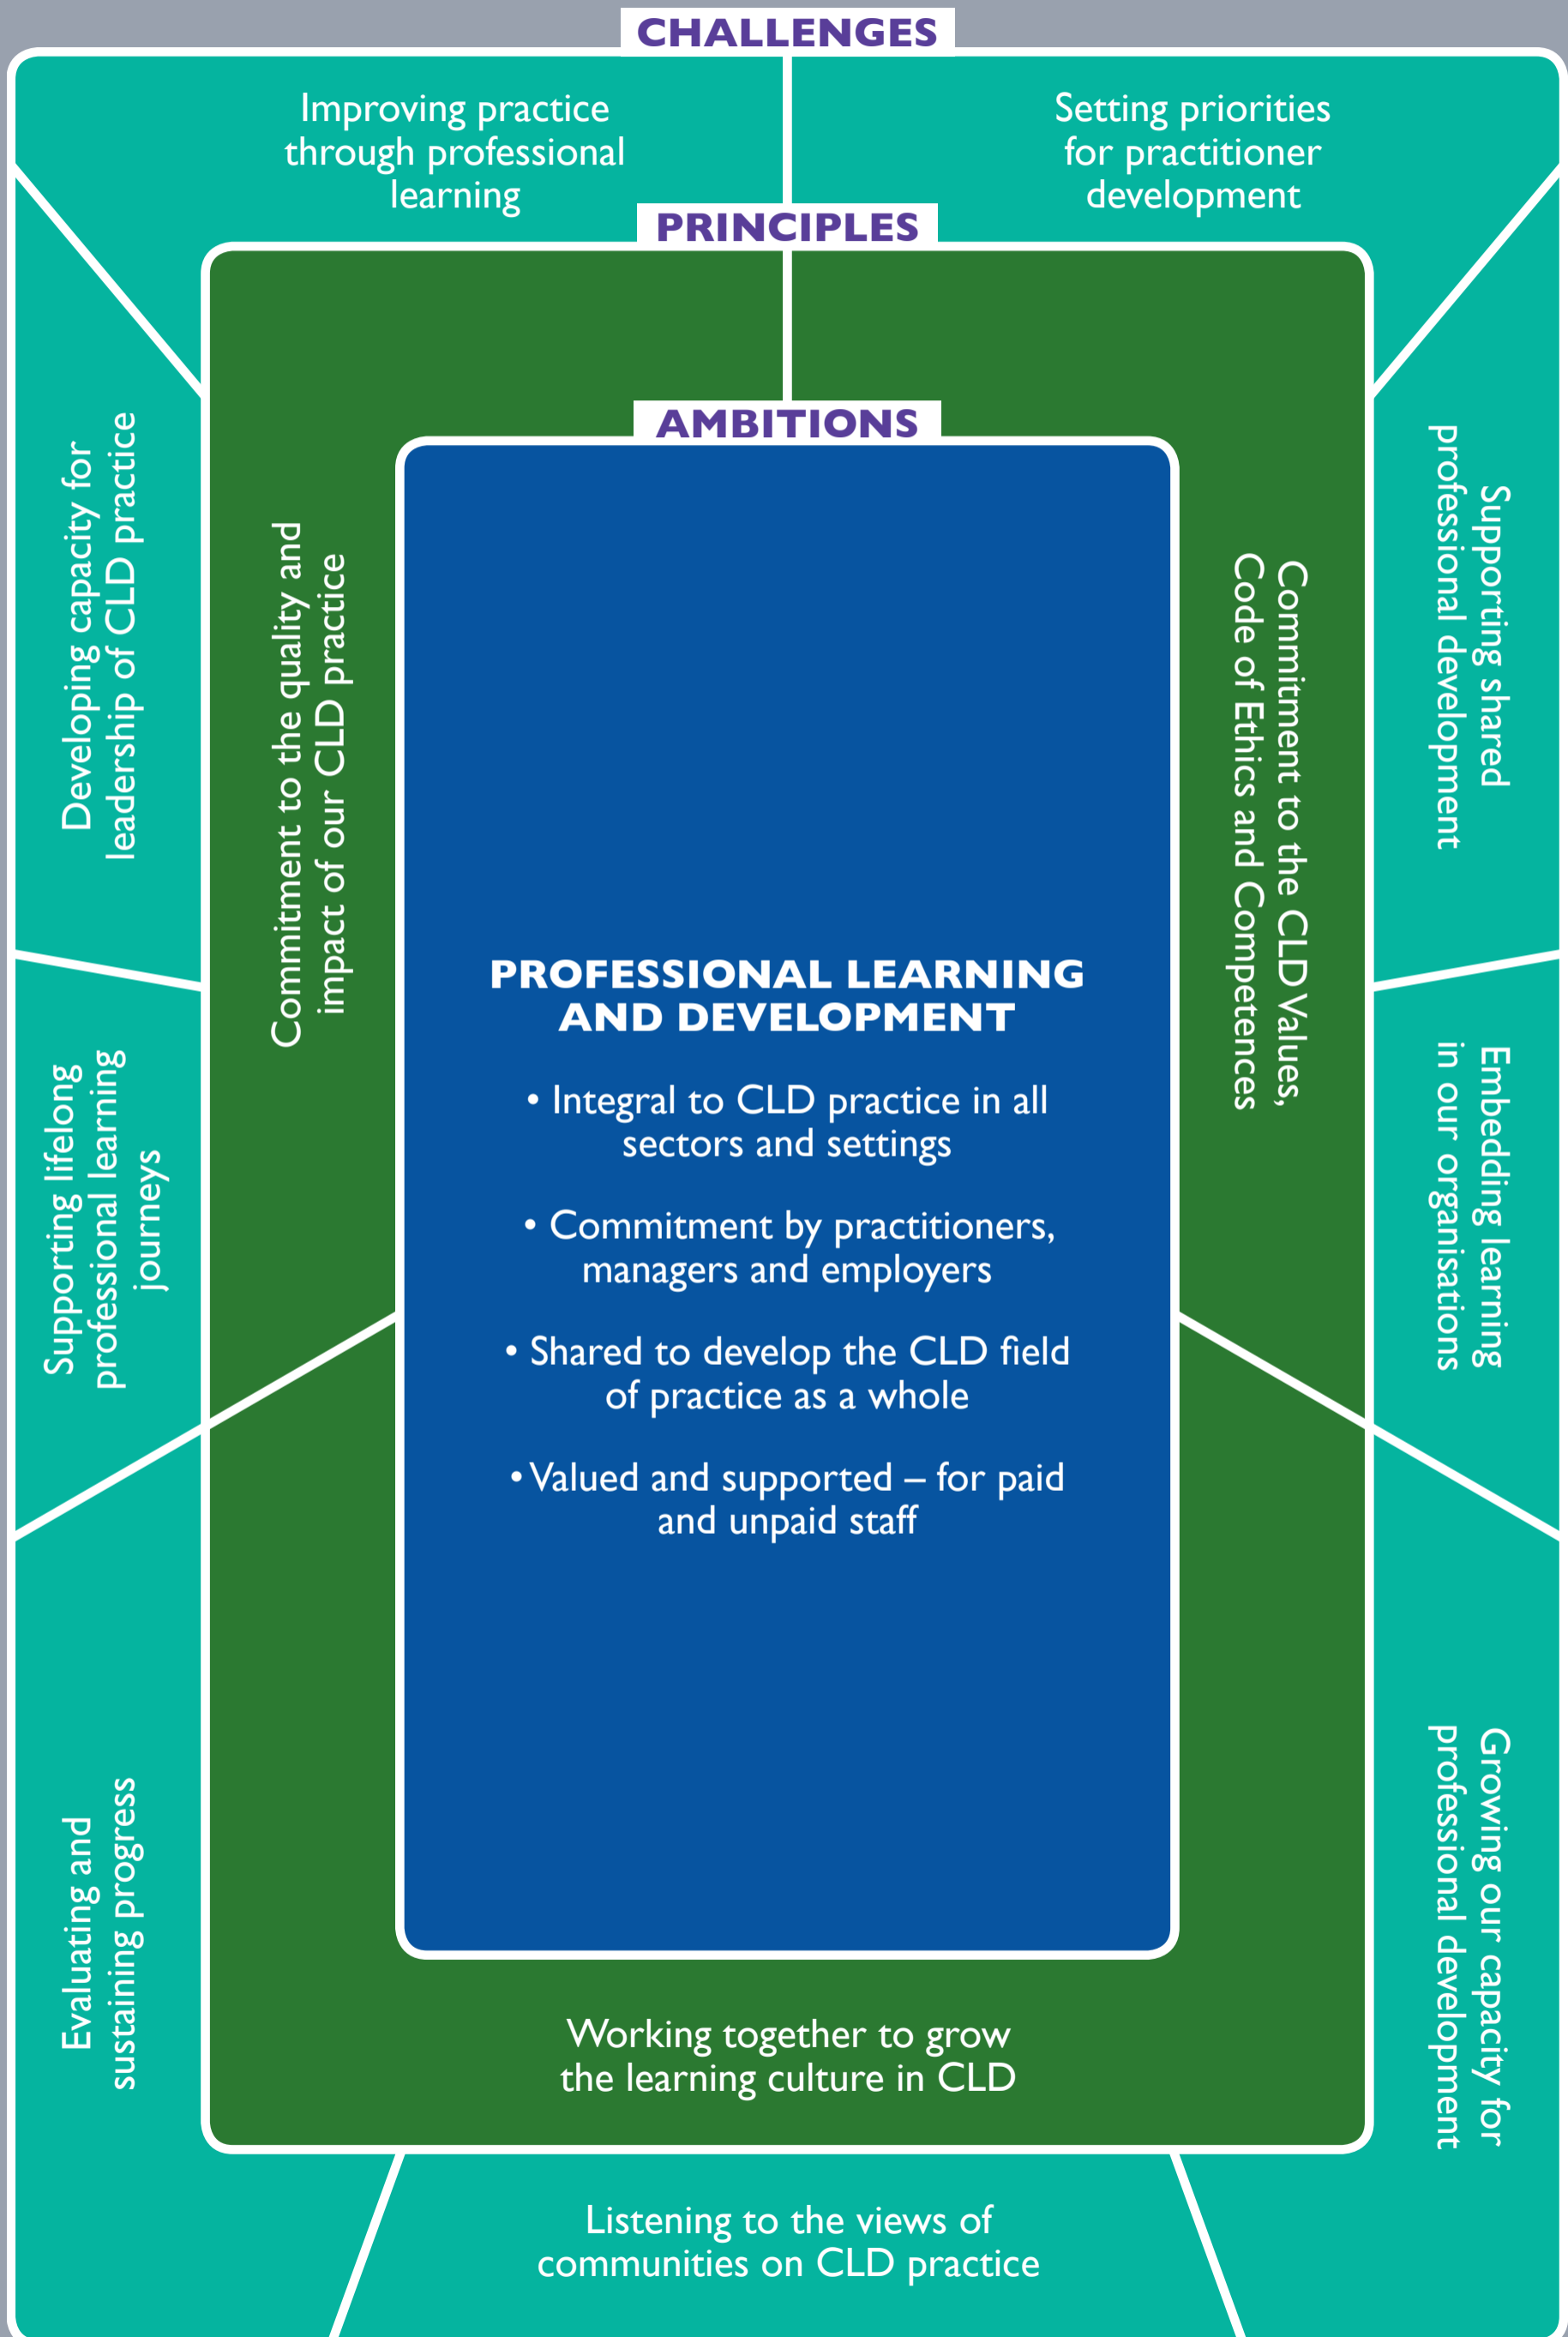 CHALLENGES
Improving practice
through professional
learning
Setting priorities
for practitioner
development
Supporting shared
professional development
Embedding learning
in our organisations
Growing our capacity for
professional development
Listening to the views of
communities on CLD practice
Evaluating and
sustaining progress
Supporting lifelong
professional learning
journeys
Developing capacity for
leadership of CLD practice
PRINCIPLES
Commitment to the CLD Values,
Code of Ethics and Competences
Working together to grow
the learning culture in CLD
Commitment to the quality and
impact of our CLD practice
AMBITIONS
PROFESSIONAL LEARNING
AND DEVELOPMENT
• Integral to CLD practice in all
sectors and settings
• Commitment by practitioners,
managers and employers
• Shared to develop the CLD field
of practice as a whole
• Valued and supported – for paid
and unpaid staff